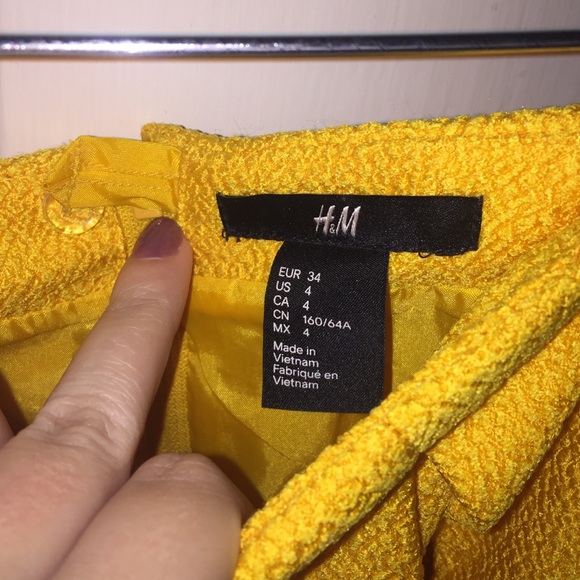 H&M
EUR 34
US 4
CA 4
CN 160/64A
MX 4
Made in
Vietnam
Fabriqué en
Vietnam